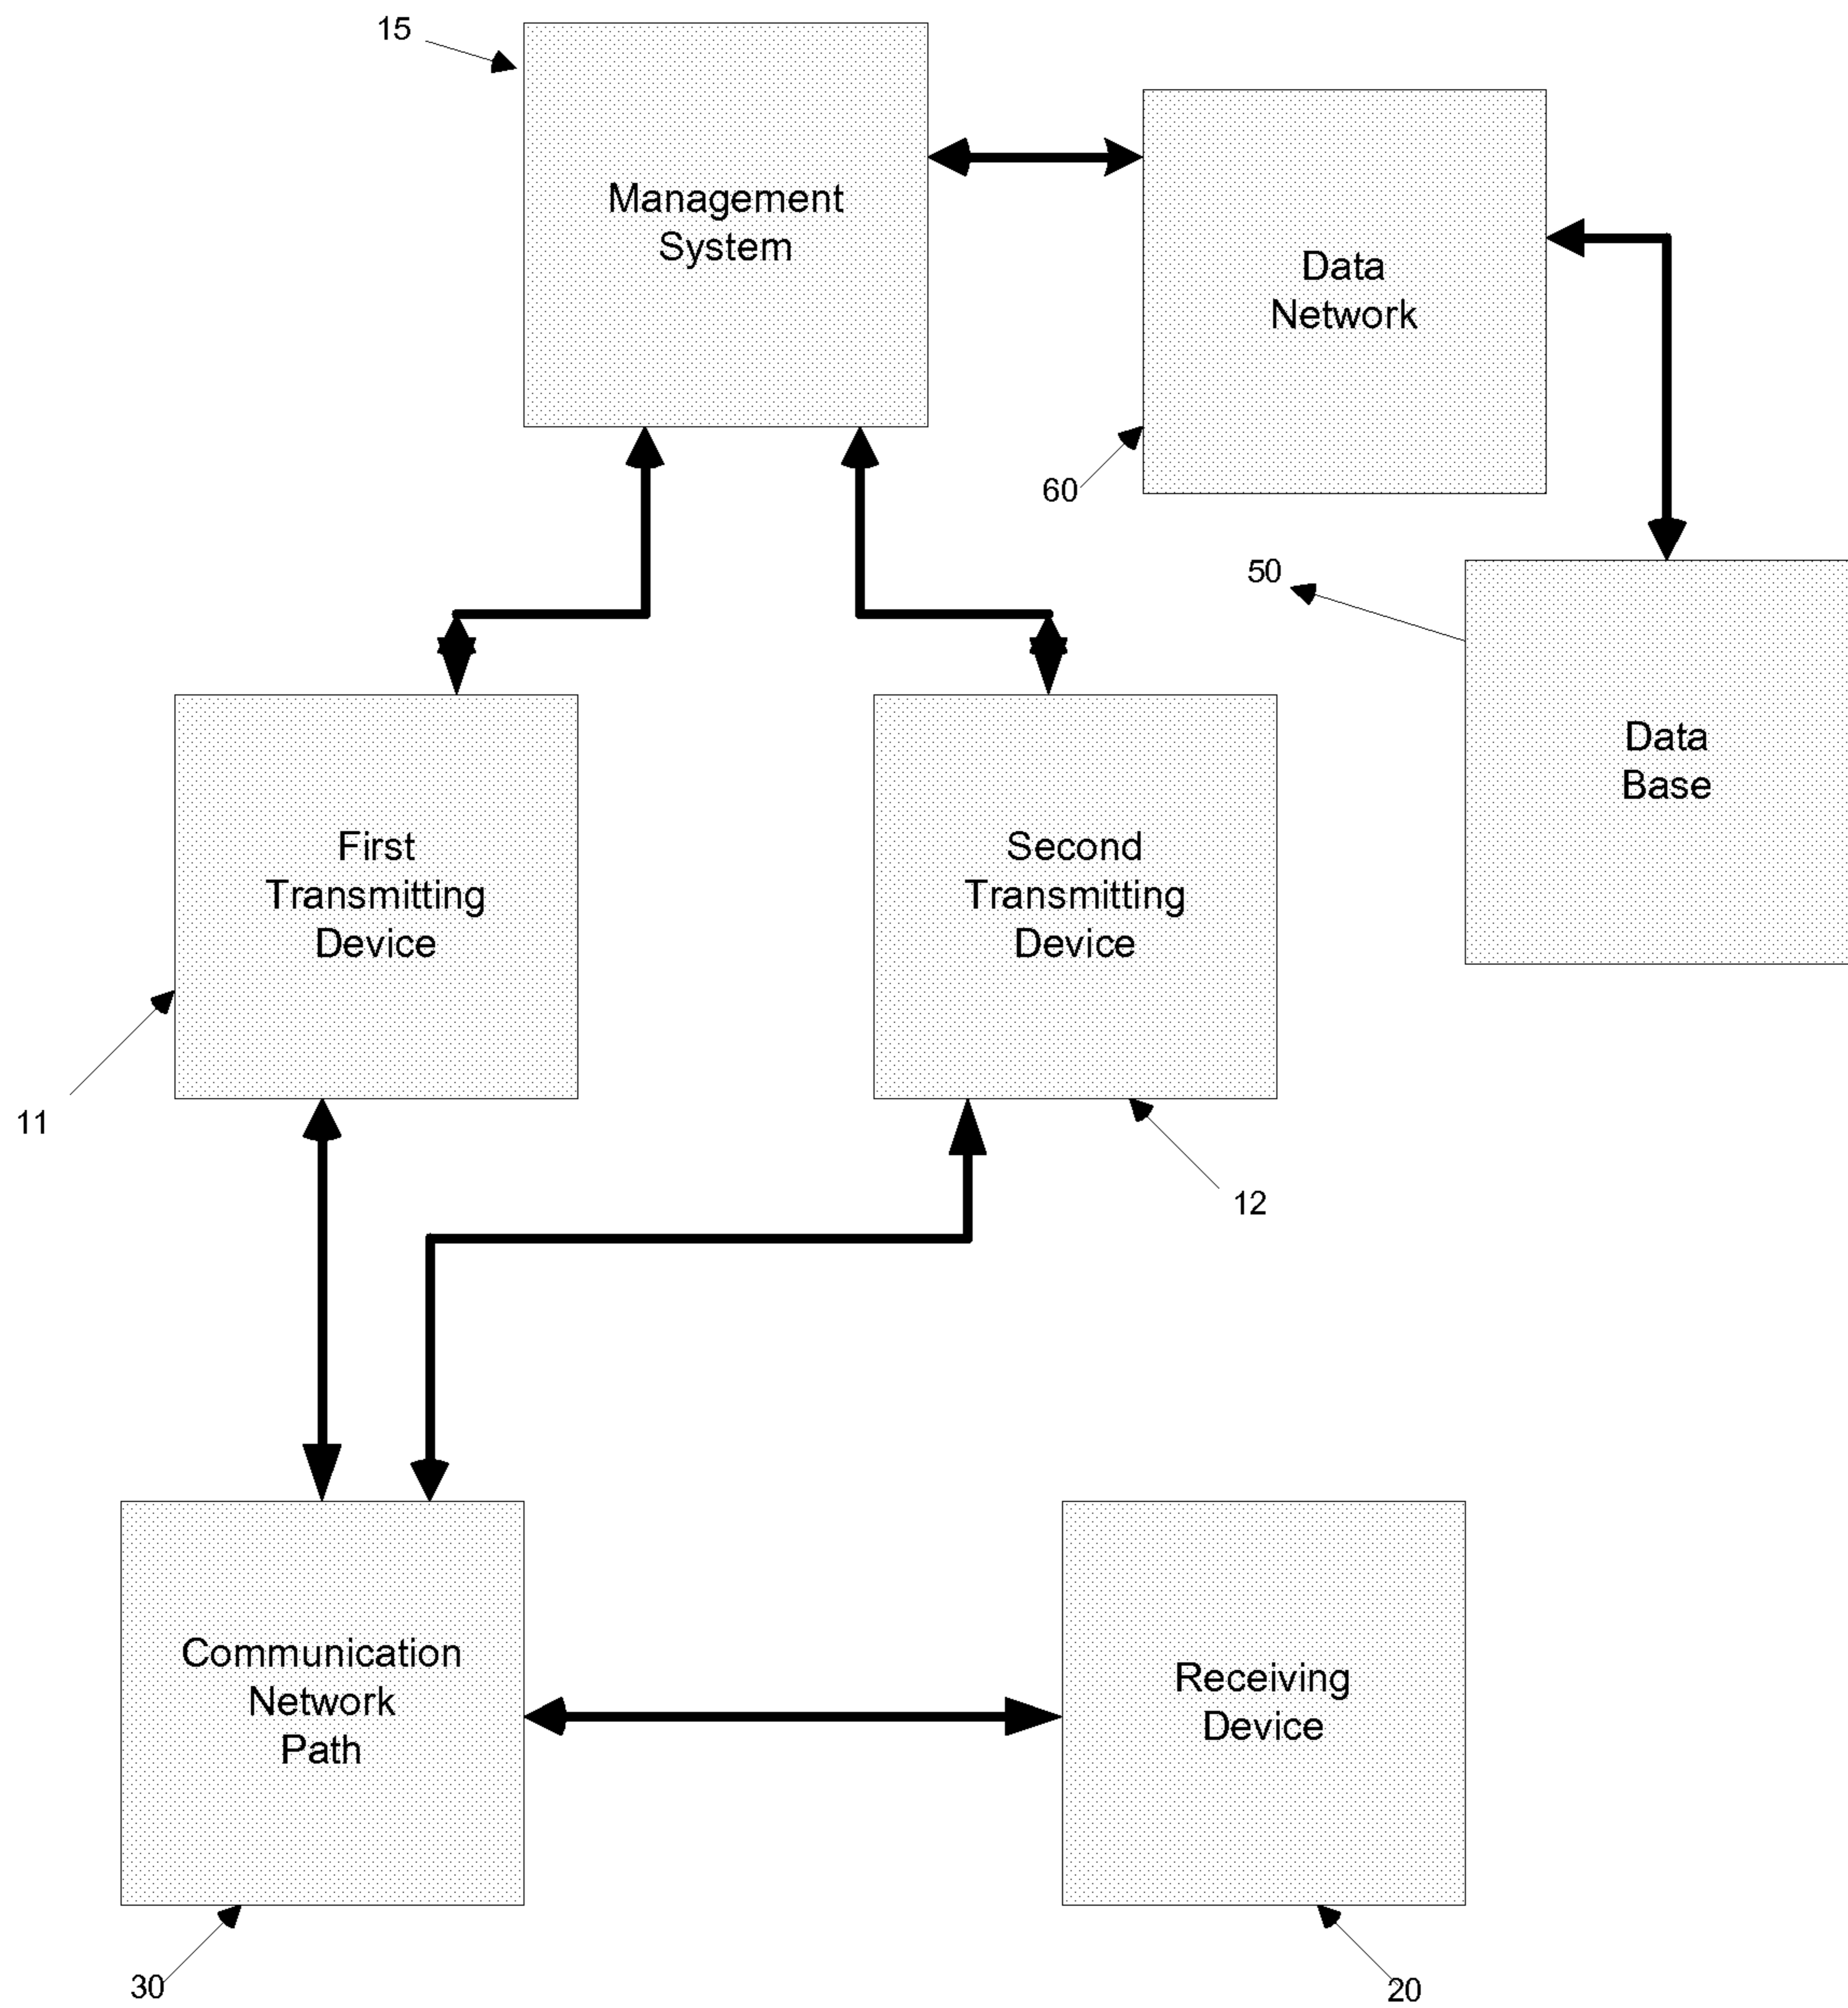 15
Management
System
Data
Network
60
50
Data
Base
First
Transmitting
Device
Second
Transmitting
Device
11
12
Communication
Network
Path
Receiving
Device
30
20